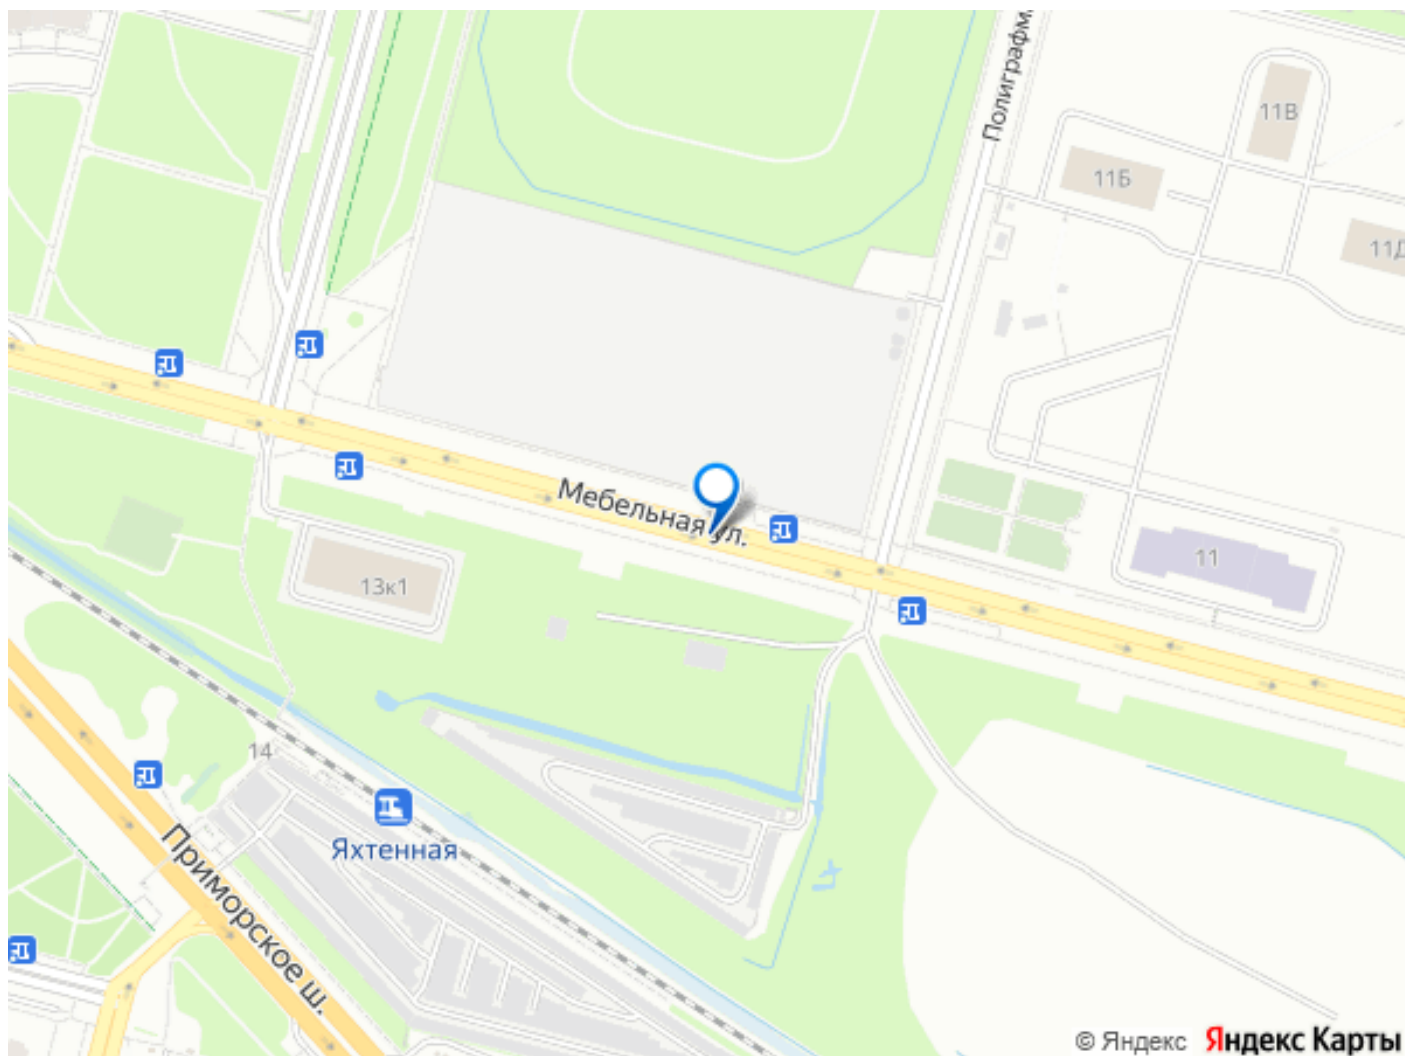 Полиграфм
11В
11Б
11Д
Мебельная ул.
11
13к1
14
Яхтенная
Приморское ш.
© Яндекс Яндекс Карты